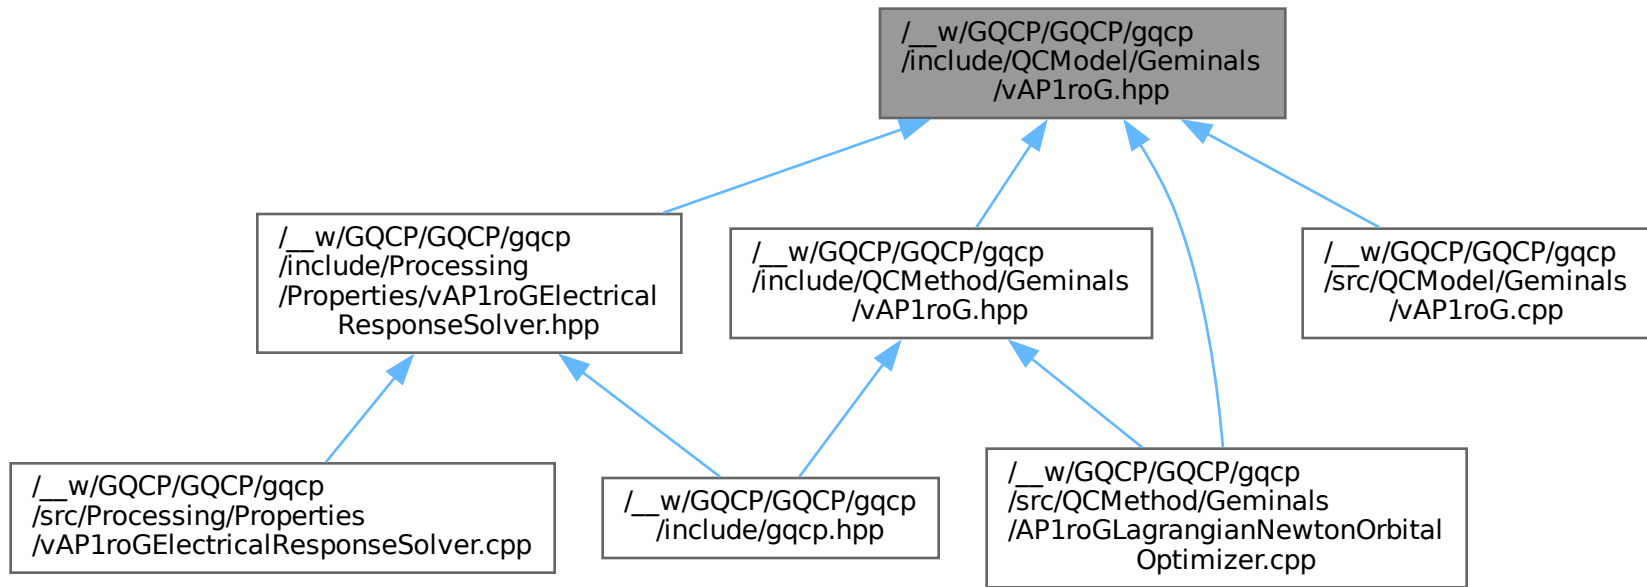 /__w/GQCP/GQCP/gqcp
/include/QCModel/Geminals
/vAP1roG.hpp
/__w/GQCP/GQCP/gqcp
/include/Processing
/Properties/vAP1roGElectrical
ResponseSolver.hpp
/__w/GQCP/GQCP/gqcp
/include/QCMethod/Geminals
/vAP1roG.hpp
/__w/GQCP/GQCP/gqcp
/src/QCModel/Geminals
/vAP1roG.cpp
/__w/GQCP/GQCP/gqcp
/src/Processing/Properties
/vAP1roGElectricalResponseSolver.cpp
/__w/GQCP/GQCP/gqcp
/include/gqcp.hpp
/__w/GQCP/GQCP/gqcp
/src/QCMethod/Geminals
/AP1roGLagrangianNewtonOrbital
Optimizer.cpp